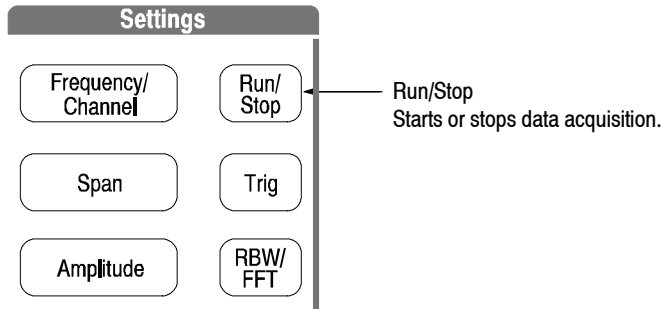 Settings
Frequency/
Channel
Run/
Stop
Run/Stop
Starts or stops data acquisition.
Span
Trig
Amplitude
RBW/
FFT